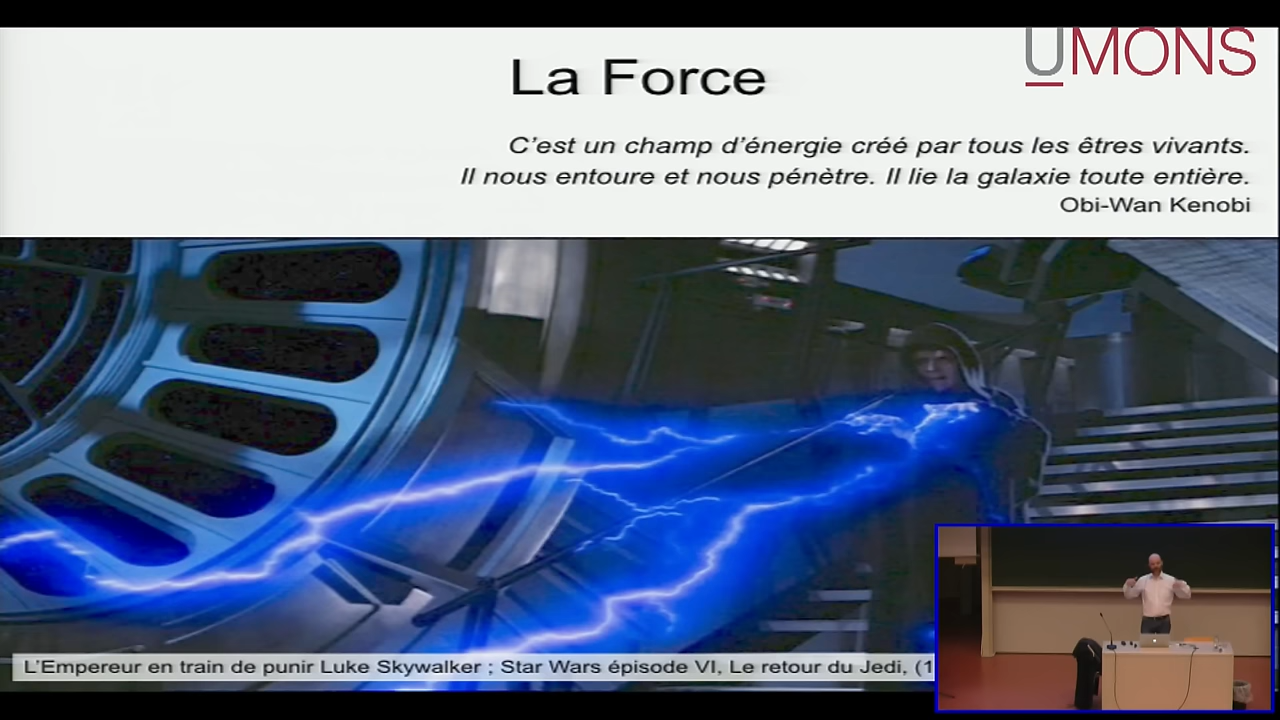 UMONS
La Force
C'est un champ d'énergie créé par tous les êtres vivants.
Il nous entoure et nous pénètre. Il lie la galaxie toute entière.
Obi-Wan Kenobi
L'Empereur en train de punir Luke Skywalker ; Star Wars épisode VI, Le retour du Jedi, (1